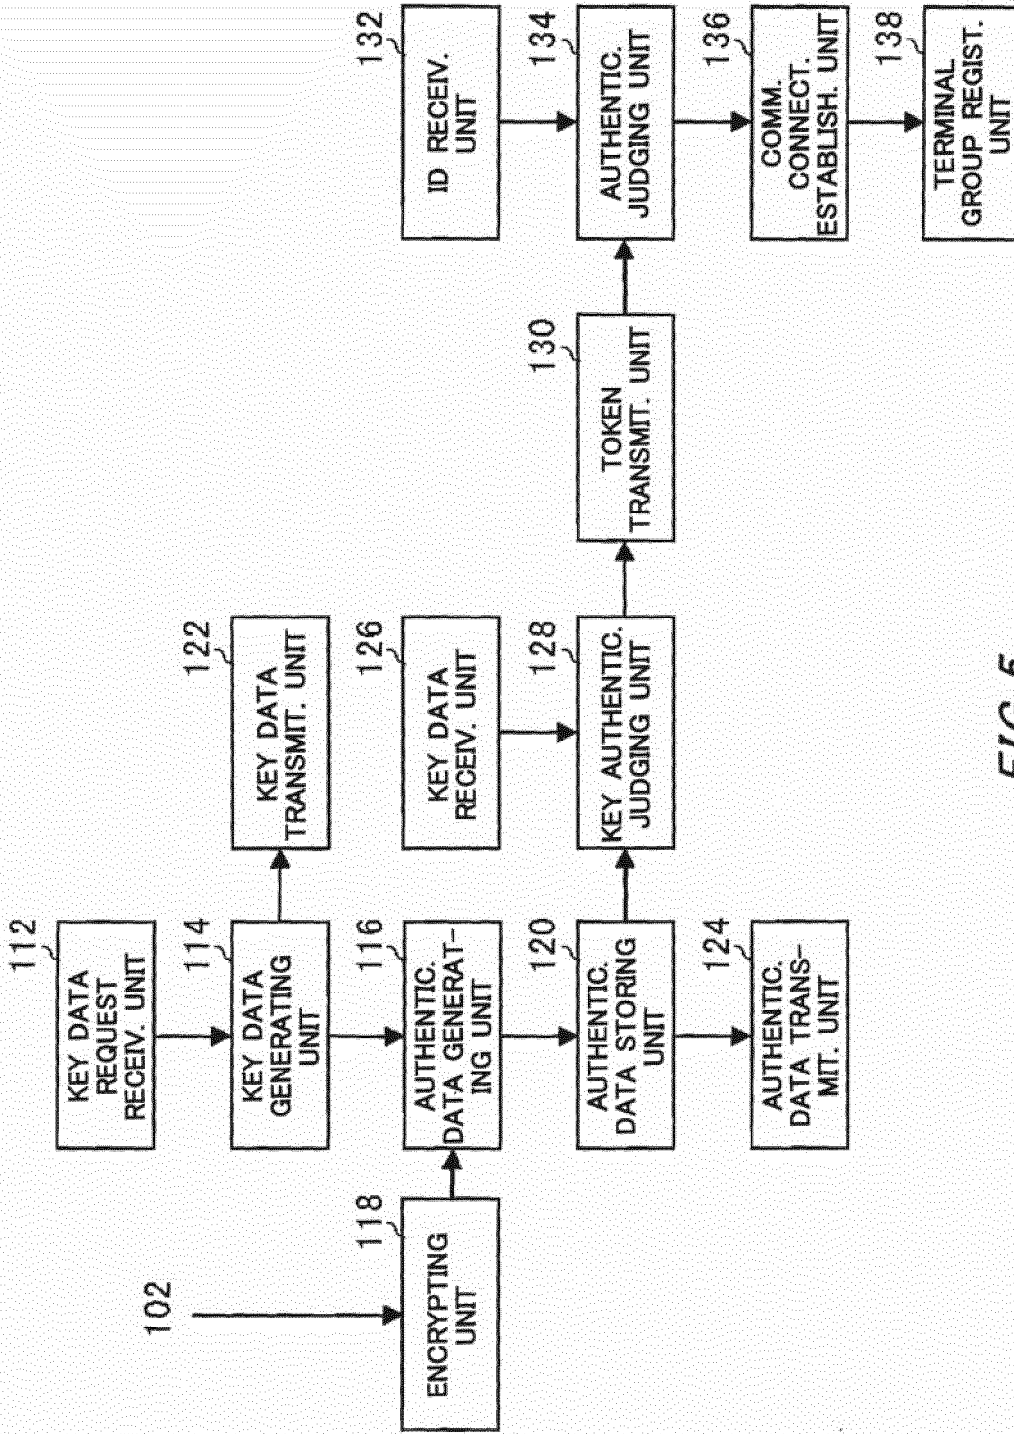 102
118
ENCRYPTING
UNIT
112
KEY DATA
REQUEST
RECEIV. UNIT
114
KEY DATA
GENERATING
UNIT
116
AUTHENTIC.
DATA GENERAT-
ING UNIT
120
AUTHENTIC.
DATA STORING
UNIT
124
AUTHENTIC.
DATA TRANS-
MIT. UNIT
122
KEY DATA
TRANSMIT. UNIT
126
KEY DATA
RECEIV. UNIT
128
KEY AUTHENTIC.
JUDGING UNIT
130
TOKEN
TRANSMIT. UNIT
132
ID RECEIV.
UNIT
134
AUTHENTIC.
JUDGING UNIT
136
COMM.
CONNECT.
ESTABLISH. UNIT
138
TERMINAL
GROUP REGIST.
UNIT
FIG. 5